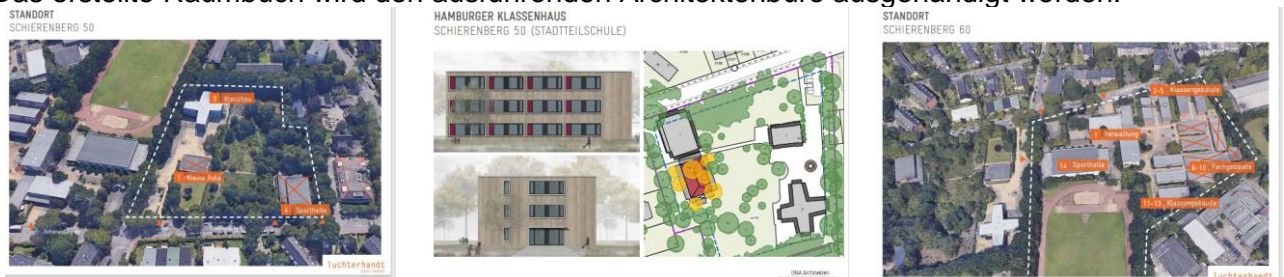 Das erstellte Raumbuch wird den ausführenden Architektenbüro ausgehändigt werden.
STANDORT
SCHIERENBERG 50
3 Kreuzbau
1 Kleine Aula
4 Sporthalle
luchterhandt
HAMBURGER KLASSENHAUS
SCHIERENBERG 50 (STADTTEILSCHULE)
DNA Architekten
STANDORT
SCHIERENBERG 60
2-5 Klassengebäude
1 Verwaltung
14 Sporthalle
6-10 Fachgebäude
11-13 Klassengebäude
luchterhandt